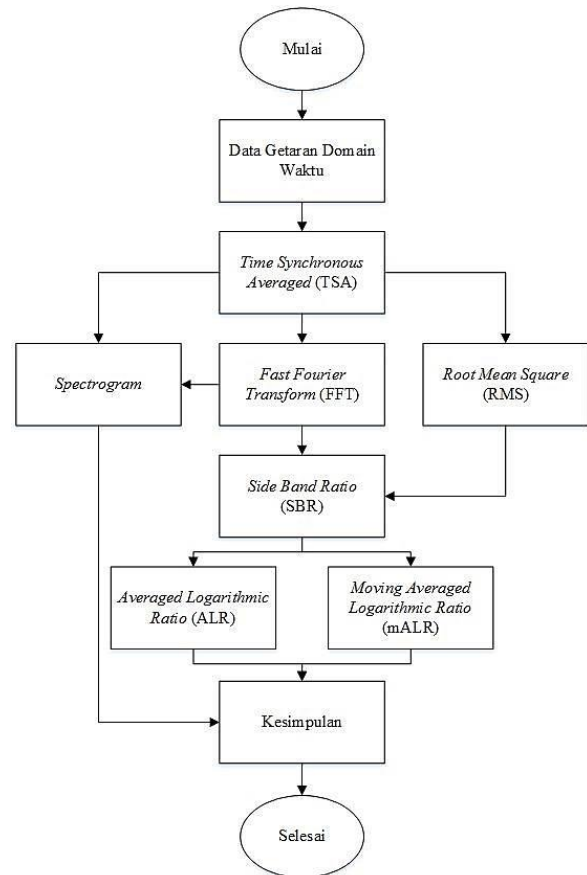 Mulai
Data Getaran Domain
Waktu
Time Synchronous
Averaged (TSA)
Spectrogram
Fast Fourier
Transform (FFT)
Root Mean Square
(RMS)
Side Band Ratio
(SBR)
Averaged Logarithmic
Ratio (ALR)
Moving Averaged
Logarithmic Ratio
(mALR)
Kesimpulan
Selesai